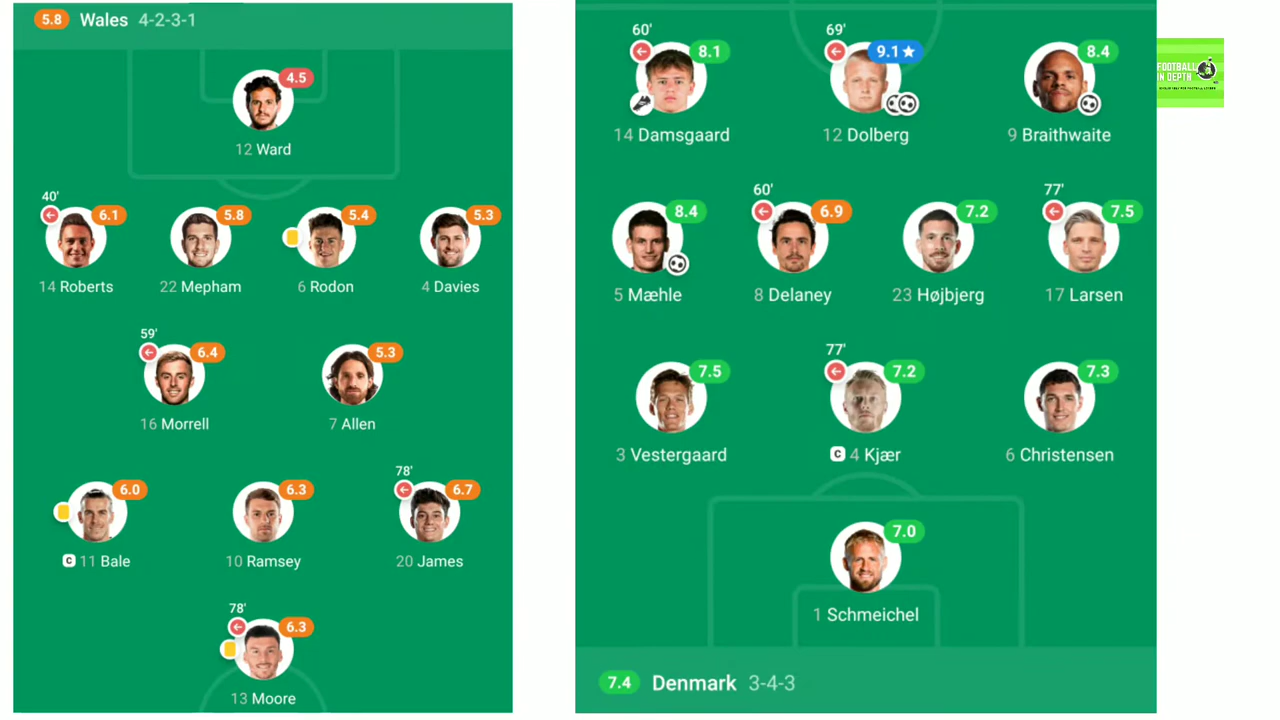 5.8 Wales 4-2-3-1
4.5
12 Ward
40'
6.1
5.8
5.4
5.3
14 Roberts
22 Mepham
6 Rodon
4 Davies
59'
6.4
5.3
16 Morrell
7 Allen
78'
6.0
6.3
6.7
C 11 Bale
10 Ramsey
20 James
78'
6.3
13 Moore
60'
69'
8.1
9.1
8.4
14 Damsgaard
12 Dolberg
9 Braithwaite
60'
77'
8.4
6.9
7.2
7.5
5 Mæhle
8 Delaney
23 Højbjerg
17 Larsen
77'
7.5
7.2
7.3
3 Vestergaard
C 4 Kjær
6 Christensen
7.0
1 Schmeichel
7.4 Denmark 3-4-3
FOOTBALL
IN DEPTH